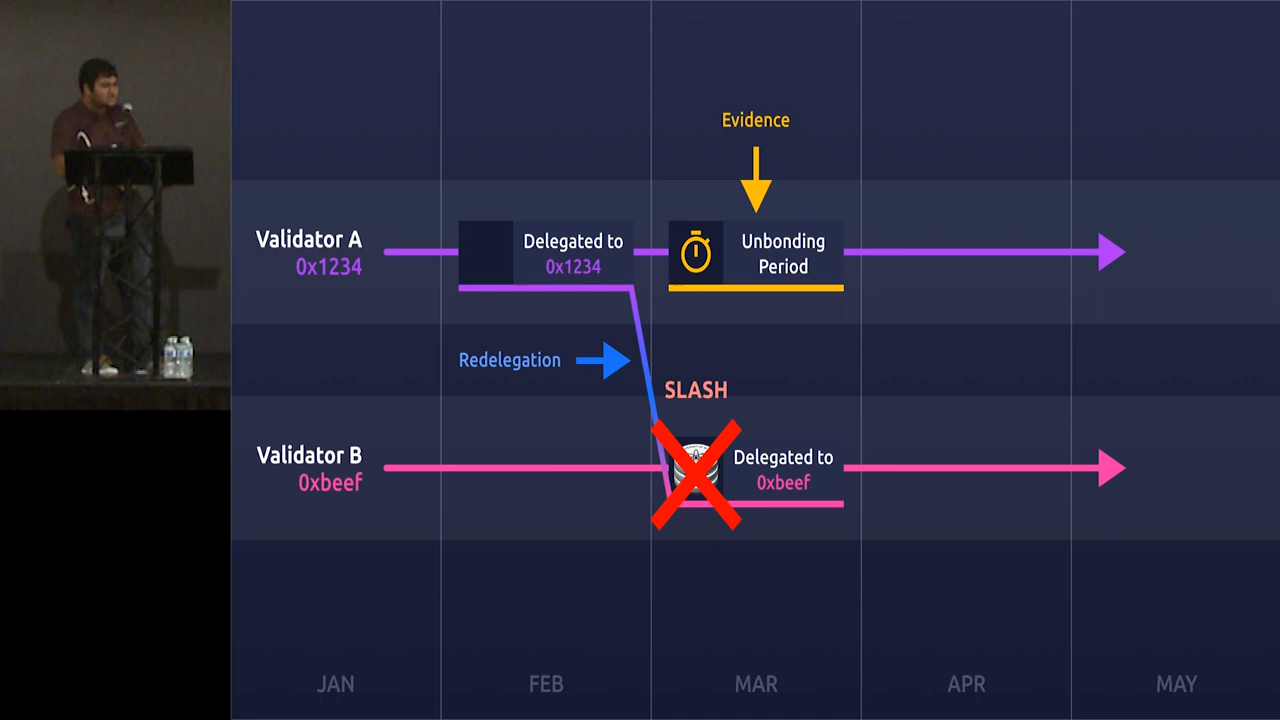 Evidence
Validator A
0x1234
Delegated to
0x1234
Unbonding
Period
Redelegation
SLASH
Validator B
0xbeef
Delegated to
0xbeef
JAN
FEB
MAR
APR
MAY